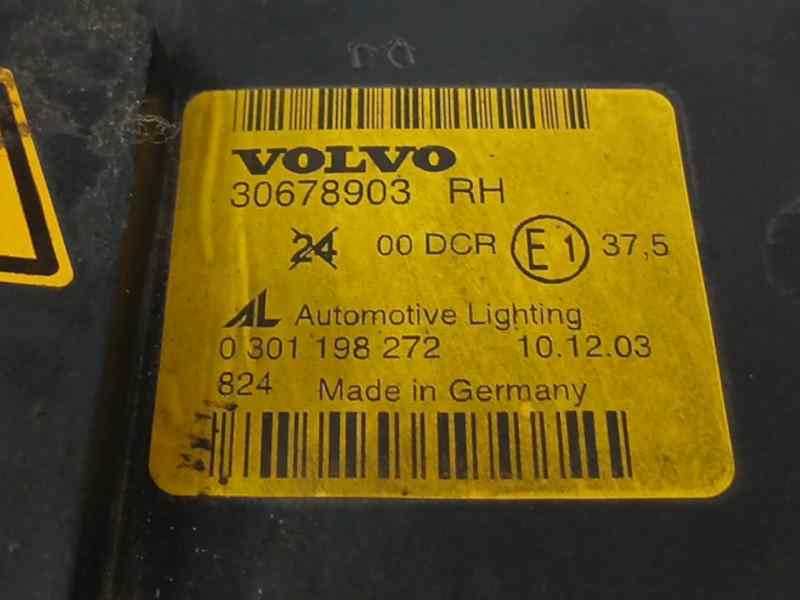 VOLVO
30678903 RH
24 00 DCR E1 37,5
AL Automotive Lighting
0 301 198 272 10.12.03
824 Made in Germany